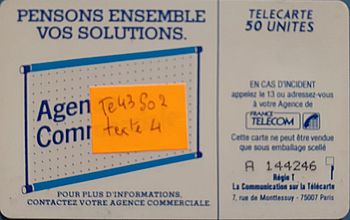 PENSONS ENSEMBLE
VOS SOLUTIONS.
Agen
Comm
Te43 502
texte 4
POUR PLUS D'INFORMATIONS,
CONTACTEZ VOTRE AGENCE COMMERCIALE
TELECARTE
50 UNITES
EN CAS D'INCIDENT
appelez le 13 ou adressez-vous
à votre Agence de
FRANCE
TELECOM
Cette carte ne peut être vendue
que sous emballage scellé
A 144246
Régie T
La Communication sur la Télécarte
7, rue de Monttessuy - 75007 Paris